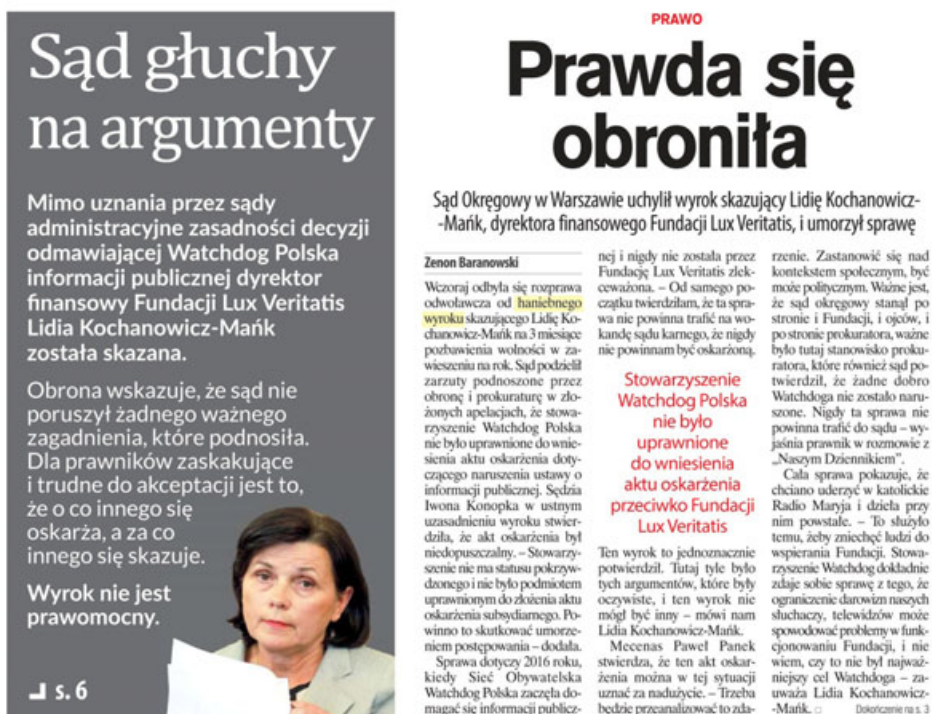 Sąd głuchy
na argumenty
Mimo uznania przez sądy
administracyjne zasadności decyzji
odmawiającej Watchdog Polska
informacji publicznej dyrektor
finansowy Fundacji Lux Veritatis
Lidia Kochanowicz-Mańk
została skazana.
Obrona wskazuje, że sąd nie
poruszył żadnego ważnego
zagadnienia, które podnosiła.
Dla prawników zaskakujące
i trudne do akceptacji jest to,
że o co innego się
oskarża, a za co
innego się skazuje.
Wyrok nie jest
prawomocny.
s. 6
PRAWO
Prawda się
obroniła
Sąd Okręgowy w Warszawie uchylił wyrok skazujący Lidię Kochanowicz-
-Mańk, dyrektora finansowego Fundacji Lux Veritatis, i umorzył sprawę
Zenon Baranowski
Wczoraj odbyła się rozprawa
odwoławcza od haniebnego
wyroku skazującego Lidię Ko-
chanowicz-Mańk na 3 miesiące
pozbawienia wolności w za-
wieszeniu na rok. Sąd podzielił
zarzuty podnoszone przez
obronę i prokuraturę w zło-
żonych apelacjach, że stowa-
rzyszenie Watchdog Polska
nie było uprawnione do wnie-
sienia aktu oskarżenia doty-
czącego naruszenia ustawy o
informacji publicznej. Sędzia
Iwona Konopka w ustnym
uzasadnieniu wyroku stwier-
dziła, że akt oskarżenia był
niedopuszczalny. – Stowarzy-
szenie nie ma statusu pokrzyw-
dzonego i nie było podmiotem
uprawnionym do złożenia aktu
oskarżenia subsydiarnego. Po-
winno to skutkować umorze-
niem postępowania – dodała.
Sprawa dotyczy 2016 roku,
kiedy Sieć Obywatelska
Watchdog Polska zaczęła do-
magać się informacji publicz-
nej i nigdy nie została przez
Fundację Lux Veritatis zlek-
ceważona. – Od samego po-
czątku twierdziłam, że ta spra-
wa nie powinna trafić na wo-
kandę sądu karnego, że nigdy
nie powinnam być oskarżoną.
Stowarzyszenie
Watchdog Polska
nie było
uprawnione
do wniesienia
aktu oskarżenia
przeciwko Fundacji
Lux Veritatis
Ten wyrok to jednoznacznie
potwierdził. Tutaj tyle było
tych argumentów, które były
oczywiste, i ten wyrok nie
mógł być inny – mówi nam
Lidia Kochanowicz-Mańk.
Mecenas Paweł Panek
stwierdza, że ten akt oskar-
żenia można w tej sytuacji
uznać za nadużycie. – Trzeba
będzie przeanalizować to zda-
rzenie. Zastanowić się nad
kontekstem społecznym, być
może politycznym. Ważne jest,
że sąd okręgowy stanął po
stronie i Fundacji, i ojców, i
po stronie prokuratora, ważne
było tutaj stanowisko proku-
ratora, które również sąd po-
twierdził, że żadne dobro
Watchdoga nie zostało naru-
szone. Nigdy ta sprawa nie
powinna trafić do sądu – wy-
jaśnia prawnik w rozmowie z
„Naszym Dziennikiem”.
Cała sprawa pokazuje, że
chciano uderzyć w katolickie
Radio Maryja i dzieła przy
nim powstałe. – To służyło
temu, żeby zniechęć ludzi do
wspierania Fundacji. Stowa-
rzyszenie Watchdog dokładnie
zdaje sobie sprawę z tego, że
ograniczenie darowizn naszych
słuchaczy, telewidzów może
spowodować problemy w funk-
cjonowaniu Fundacji, i nie
wiem, czy to nie był najważ-
niejszy cel Watchdoga – za-
uważa Lidia Kochanowicz-
-Mańk. Dokończenie na s. 3